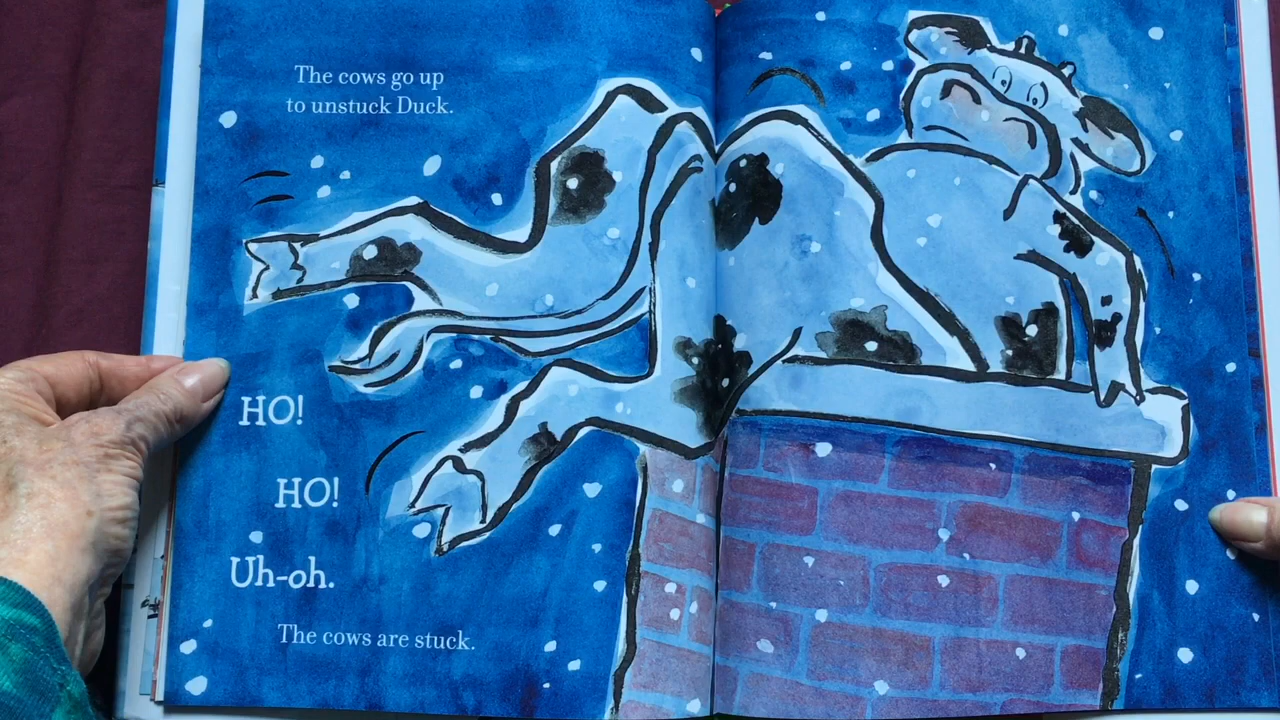 The cows go up
to unstuck Duck.
HO!
HO!
Uh-oh.
The cows are stuck.